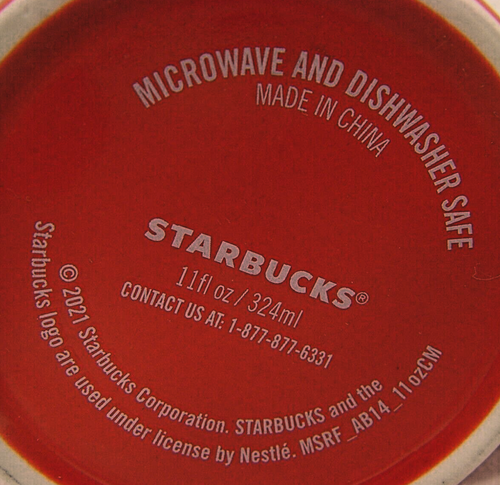 MICROWAVE AND DISHWASHER SAFE
MADE IN CHINA
STARBUCKS®
11fl oz / 324ml
CONTACT US AT: 1-877-877-6331
© 2021 Starbucks Corporation. STARBUCKS and the
Starbucks logo are used under license by Nestlé. MSRF_AB14_11ozCM